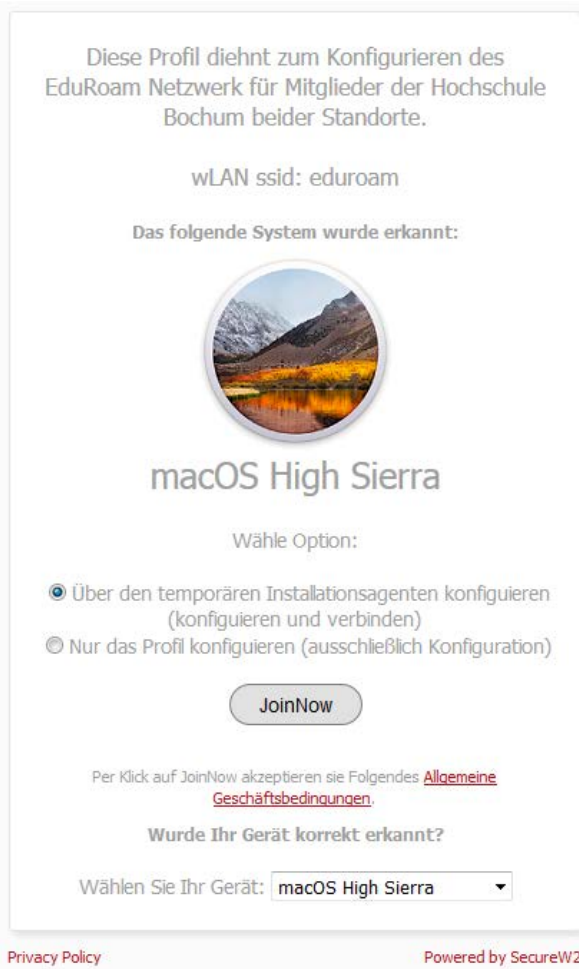 Diese Profil diehnt zum Konfigurieren des
EduRoam Netzwerk für Mitglieder der Hochschule
Bochum beider Standorte.
wLAN ssid: eduroam
Das folgende System wurde erkannt:
macOS High Sierra
Wähle Option:
Über den temporären Installationsagenten konfiguieren
(konfiguieren und verbinden)
Nur das Profil konfiguieren (ausschließlich Konfiguration)
JoinNow
Per Klick auf JoinNow akzeptieren sie Folgendes Allgemeine
Geschäftsbedingungen.
Wurde Ihr Gerät korrekt erkannt?
Wählen Sie Ihr Gerät: macOS High Sierra
Privacy Policy Powered by SecureW2